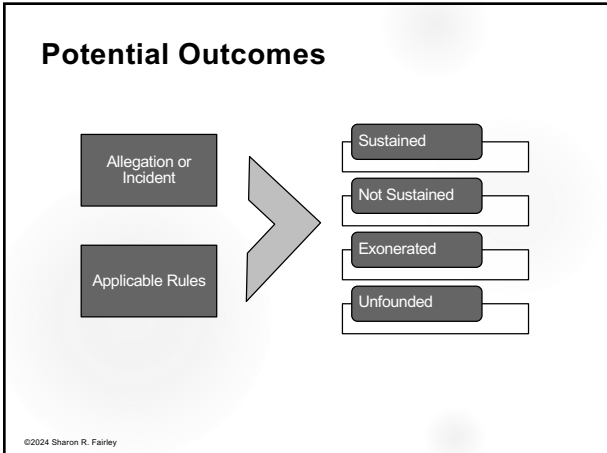 Potential Outcomes
Allegation or
Incident
Applicable Rules
Sustained
Not Sustained
Exonerated
Unfounded
©2024 Sharon R. Fairley